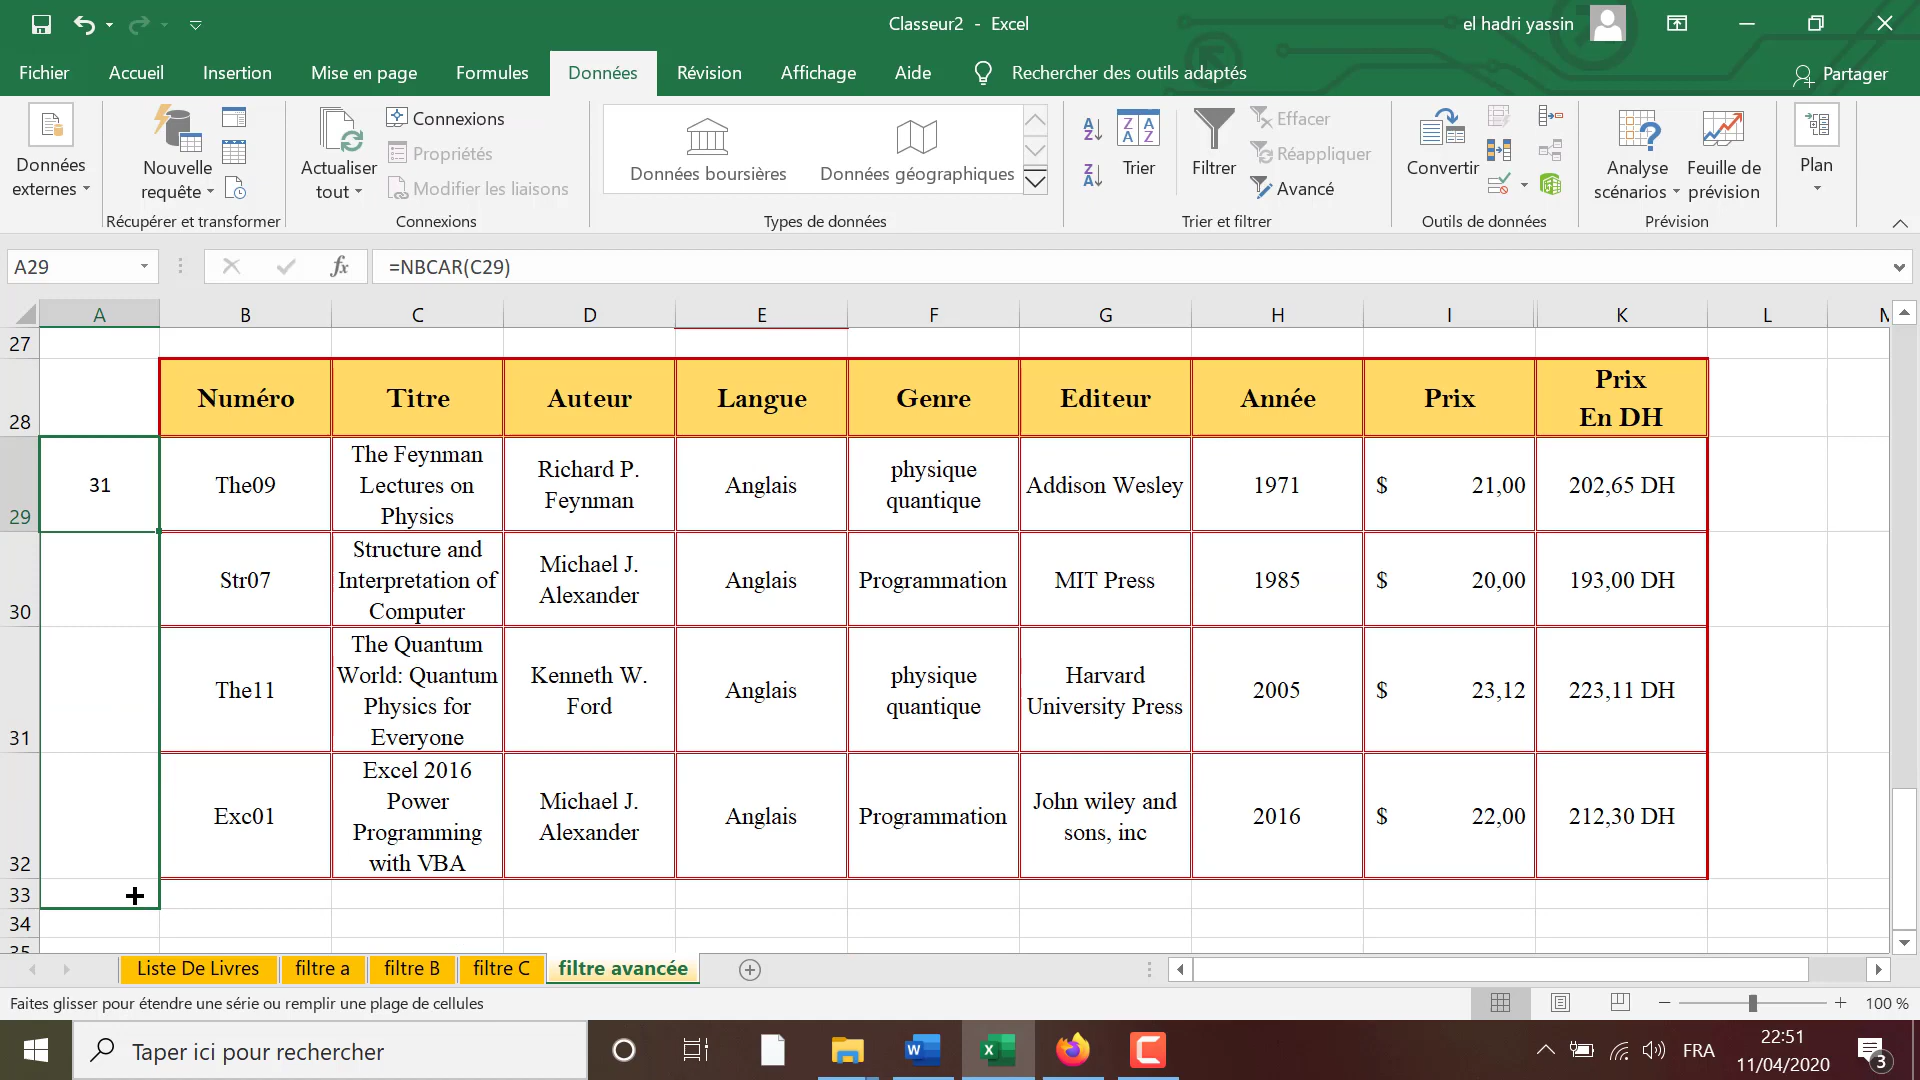 Classeur2 - Excel
el hadri yassin
Fichier Accueil Insertion Mise en page Formules Données Révision Affichage Aide Rechercher des outils adaptés Partager
Données externes
Nouvelle requête
Récupérer et transformer
Actualiser tout
Connexions
Propriétés
Modifier les liaisons
Connexions
Données boursières
Données géographiques
Types de données
Trier
Filtrer
Effacer
Réappliquer
Avancé
Trier et filtrer
Convertir
Outils de données
Analyse scénarios
Feuille de prévision
Prévision
Plan
A29
fx
=NBCAR(C29)
A B C D E F G H I K L
27
28 Numéro Titre Auteur Langue Genre Editeur Année Prix Prix En DH
29 31 The09 The Feynman Lectures on Physics Richard P. Feynman Anglais physique quantique Addison Wesley 1971 $ 21,00 202,65 DH
30 Str07 Structure and Interpretation of Computer Michael J. Alexander Anglais Programmation MIT Press 1985 $ 20,00 193,00 DH
31 The11 The Quantum World: Quantum Physics for Everyone Kenneth W. Ford Anglais physique quantique Harvard University Press 2005 $ 23,12 223,11 DH
32 Exc01 Excel 2016 Power Programming with VBA Michael J. Alexander Anglais Programmation John wiley and sons, inc 2016 $ 22,00 212,30 DH
33
34
35
Liste De Livres filtre a filtre B filtre C filtre avancée
Faites glisser pour étendre une série ou remplir une plage de cellules
100 %
Taper ici pour rechercher
FRA
22:51
11/04/2020
3